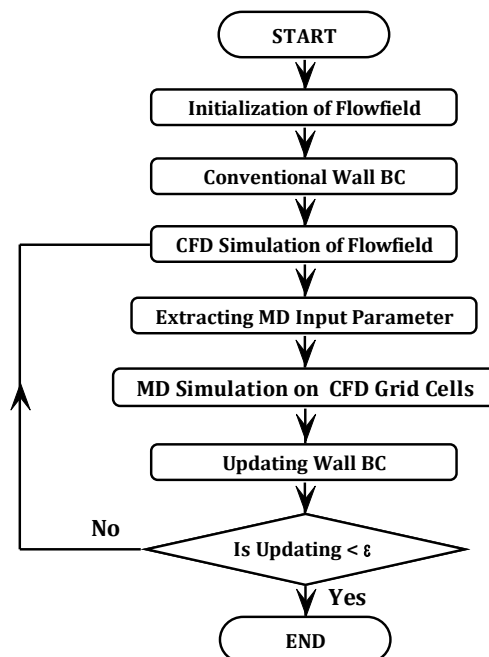 START
Initialization of Flowfield
Conventional Wall BC
CFD Simulation of Flowfield
Extracting MD Input Parameter
MD Simulation on CFD Grid Cells
Updating Wall BC
No
Is Updating < ε
Yes
END